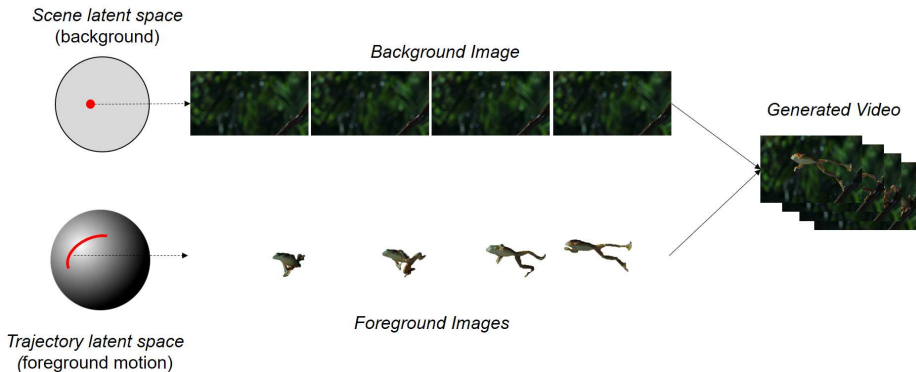 Scene latent space
(background)
Background Image
Generated Video
Foreground Images
Trajectory latent space
(foreground motion)